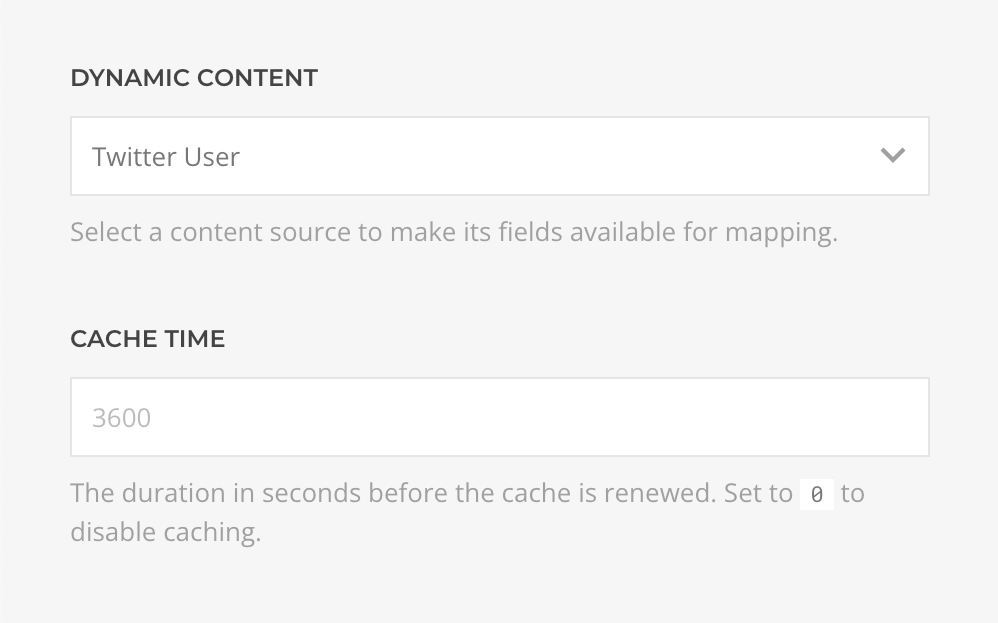 DYNAMIC CONTENT
Twitter User
Select a content source to make its fields available for mapping.
CACHE TIME
3600
The duration in seconds before the cache is renewed. Set to 0 to
disable caching.